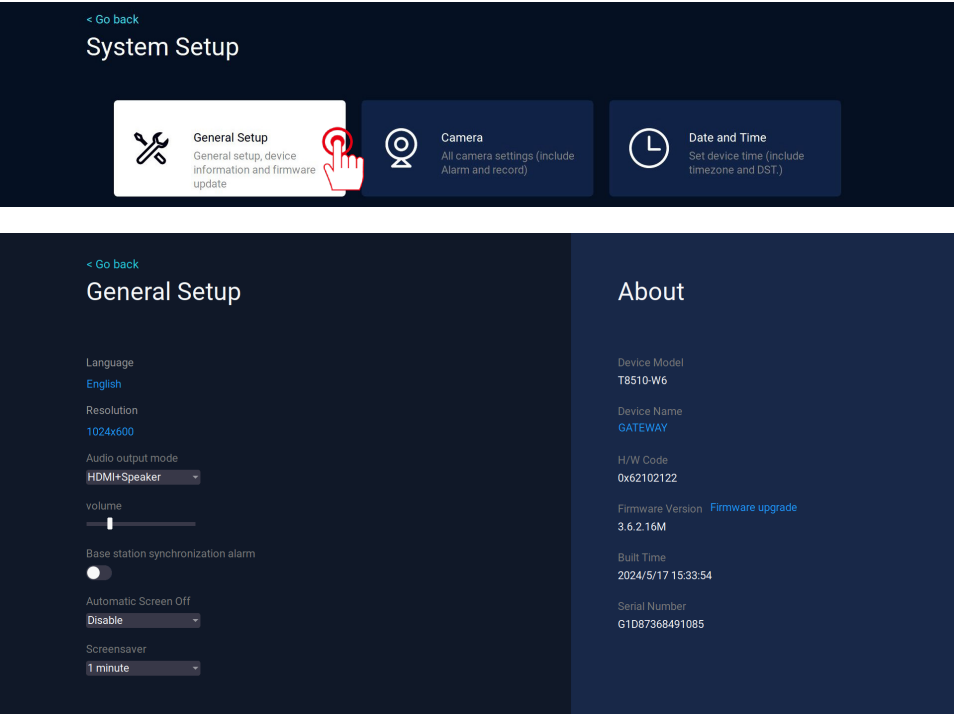 < Go back
System Setup
General Setup
General setup, device
information and firmware
update
Camera
All camera settings (include
Alarm and record)
Date and Time
Set device time (include
timezone and DST.)
< Go back
General Setup
Language
English
Resolution
1024x600
Audio output mode
HDMI+Speaker
volume
Base station synchronization alarm
Automatic Screen Off
Disable
Screensaver
1 minute
About
Device Model
T8510-W6
Device Name
GATEWAY
H/W Code
0x62102122
Firmware Version Firmware upgrade
3.6.2.16M
Built Time
2024/5/17 15:33:54
Serial Number
G1D87368491085